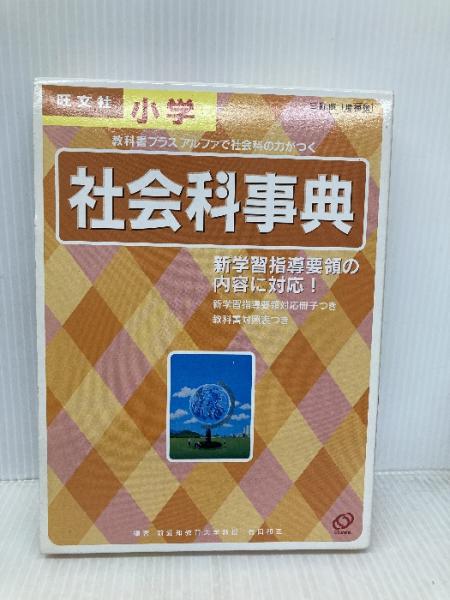 旺文社
小学
三訂版［増補版］
教科書プラスアルファで社会科の力がつく
社会科事典
新学習指導要領の
内容に対応！
新学習指導要領対応冊子つき
教科書対照表つき